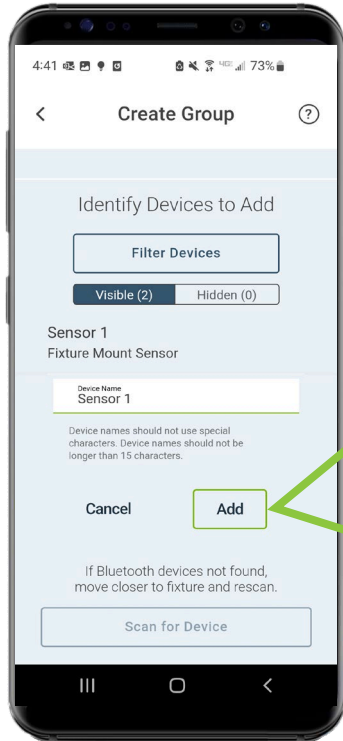 4:41 4GE 73%
Create Group ?
Identify Devices to Add
Filter Devices
Visible (2) Hidden (0)
Sensor 1
Fixture Mount Sensor
Device Name
Sensor 1
Device names should not use special
characters. Device names should not be
longer than 15 characters.
Cancel Add
If Bluetooth devices not found,
move closer to fixture and rescan.
Scan for Device